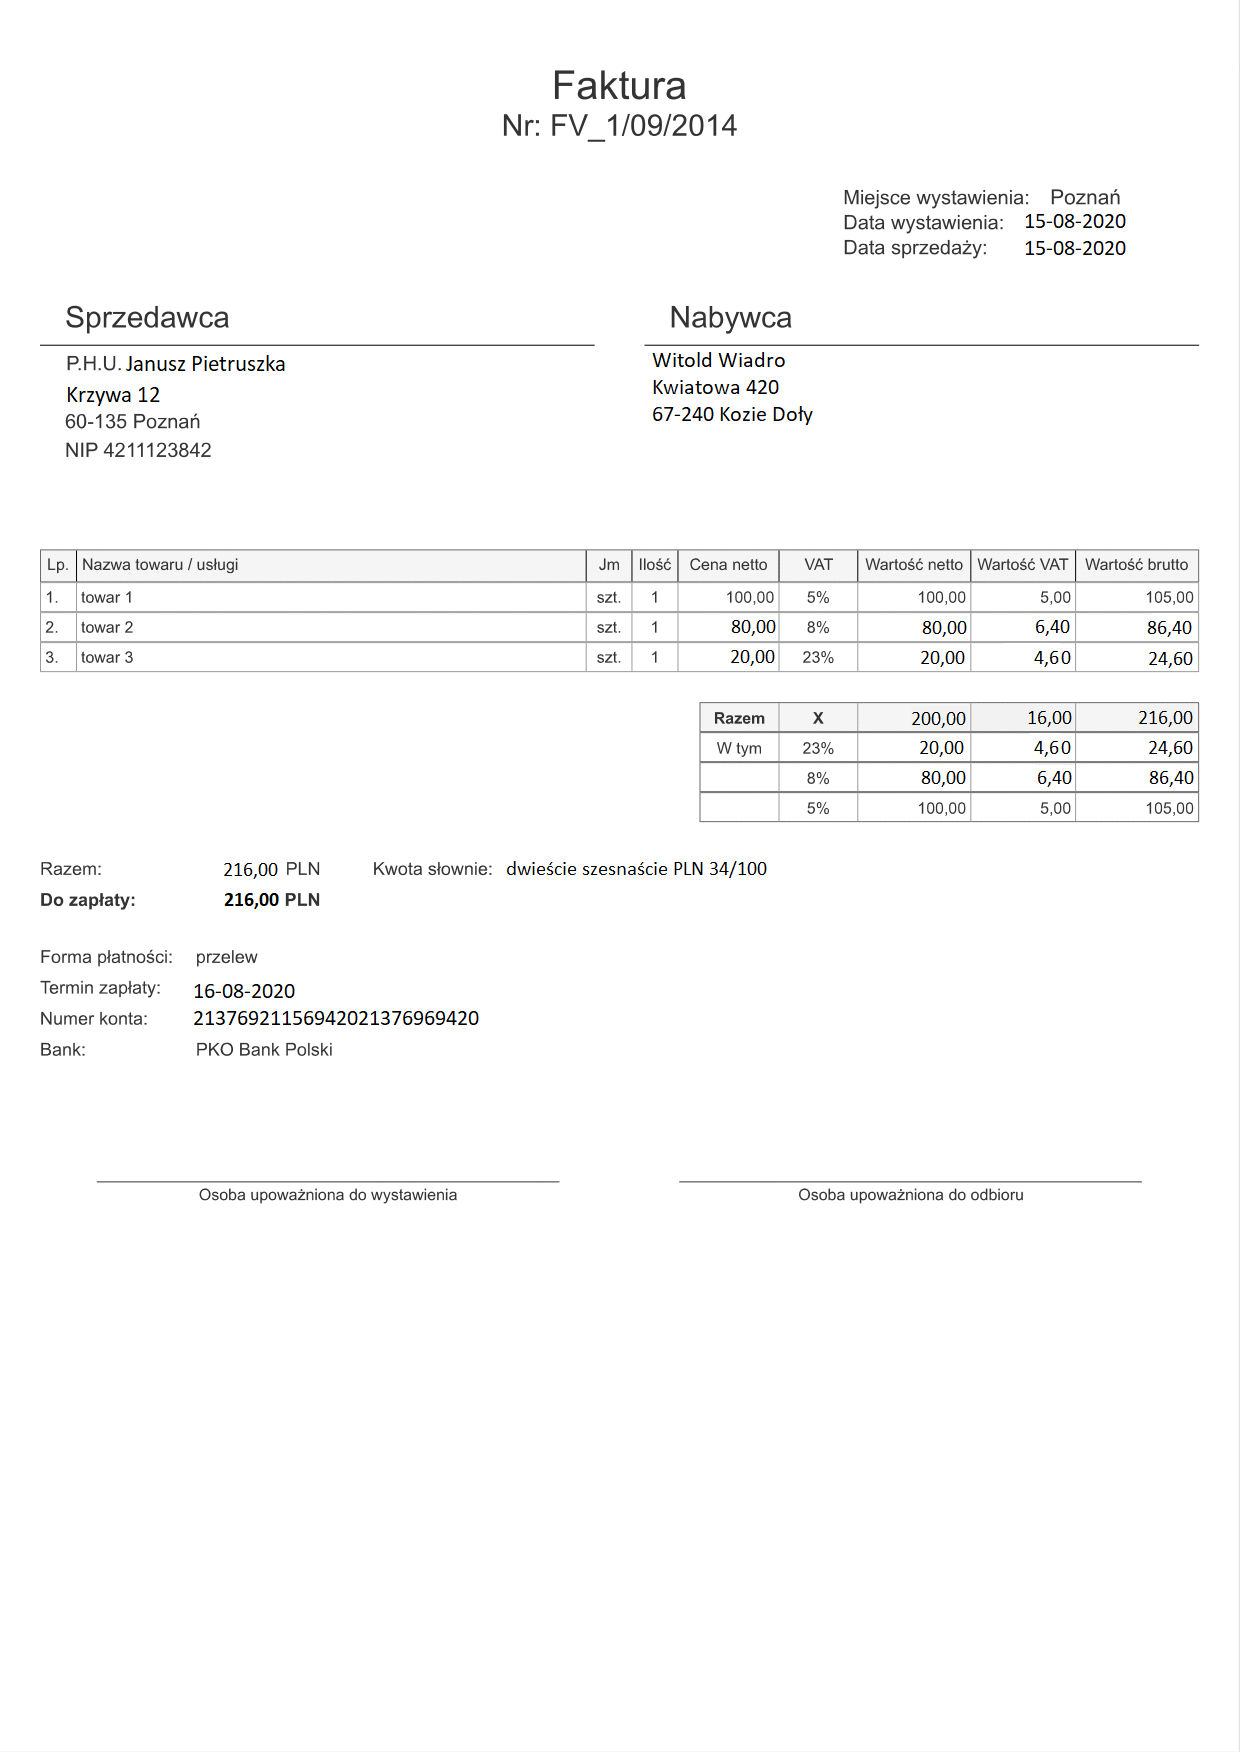 Faktura
Nr: FV_1/09/2014
Miejsce wystawienia: Poznań
Data wystawienia: 15-08-2020
Data sprzedaży: 15-08-2020
Sprzedawca
P.H.U. Janusz Pietruszka
Krzywa 12
60-135 Poznań
NIP 4211123842
Nabywca
Witold Wiadro
Kwiatowa 420
67-240 Kozie Doły
Lp. Nazwa towaru / usługi Jm Ilość Cena netto VAT Wartość netto Wartość VAT Wartość brutto
1. towar 1 szt. 1 100,00 5% 100,00 5,00 105,00
2. towar 2 szt. 1 80,00 8% 80,00 6,40 86,40
3. towar 3 szt. 1 20,00 23% 20,00 4,60 24,60
Razem X 200,00 16,00 216,00
W tym 23% 20,00 4,60 24,60
8% 80,00 6,40 86,40
5% 100,00 5,00 105,00
Razem: 216,00 PLN Kwota słownie: dwieście szesnaście PLN 34/100
Do zapłaty: 216,00 PLN
Forma płatności: przelew
Termin zapłaty: 16-08-2020
Numer konta: 21376921156942021376969420
Bank: PKO Bank Polski
Osoba upoważniona do wystawienia Osoba upoważniona do odbioru